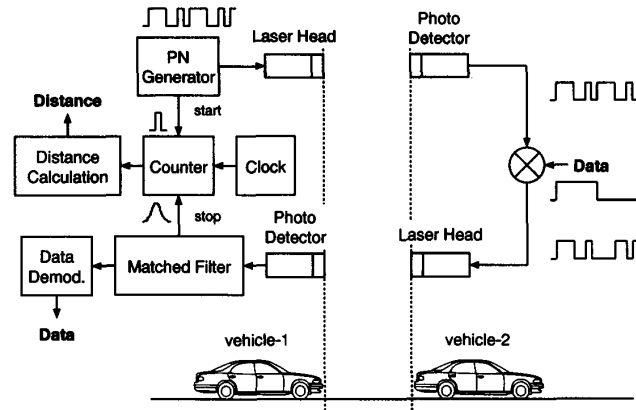 PN
Generator
Laser Head
Photo
Detector
start
Distance
Distance
Calculation
Counter
Clock
Data
stop
Photo
Detector
Laser Head
Data
Demod.
Matched Filter
Data
vehicle-1
vehicle-2